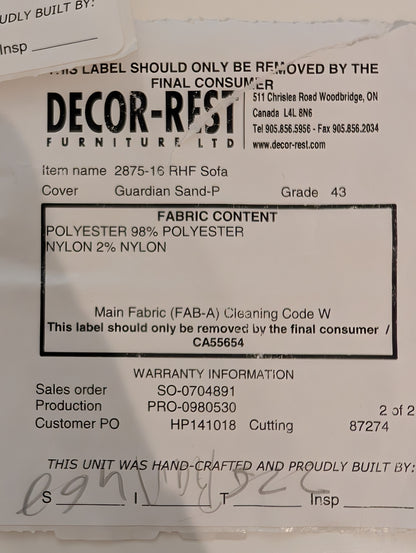 OUDLY BUILT BY:
Insp
THIS LABEL SHOULD ONLY BE REMOVED BY THE
FINAL CONSUMER
DECOR-REST
FURNITURE LTD
511 Chrislea Road Woodbridge, ON
Canada L4L 8N6
Tel 905.856.5956 - Fax 905.856.2034
www.decor-rest.com
Item name 2875-16 RHF Sofa
Cover Guardian Sand-P Grade 43
FABRIC CONTENT
POLYESTER 98% POLYESTER
NYLON 2% NYLON
Main Fabric (FAB-A) Cleaning Code W
This label should only be removed by the final consumer /
CA55654
WARRANTY INFORMATION
Sales order SO-0704891
Production PRO-0980530 2 of 2
Customer PO HP141018 Cutting 87274
THIS UNIT WAS HAND-CRAFTED AND PROUDLY BUILT BY:
S I T Insp